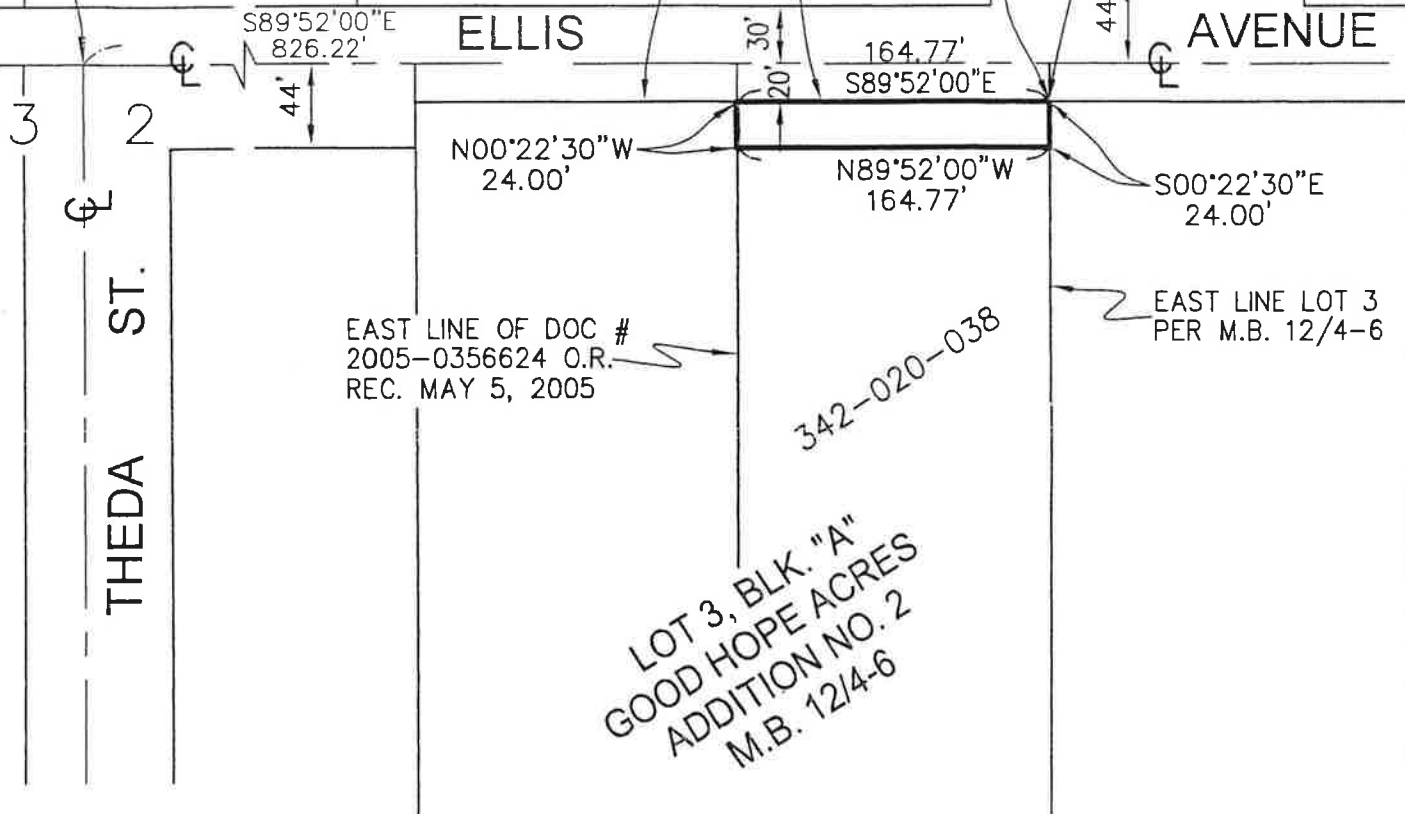 S89°52'00"E
826.22'
ELLIS
30'
20'
164.77'
S89°52'00"E
44'
AVENUE
℄
℄
44'
3
2
N00°22'30"W
24.00'
N89°52'00"W
164.77'
S00°22'30"E
24.00'
℄
THEDA ST.
EAST LINE OF DOC #
2005-0356624 O.R.
REC. MAY 5, 2005
EAST LINE LOT 3
PER M.B. 12/4-6
342-020-038
LOT 3, BLK. "A"
GOOD HOPE ACRES
ADDITION NO. 2
M.B. 12/4-6